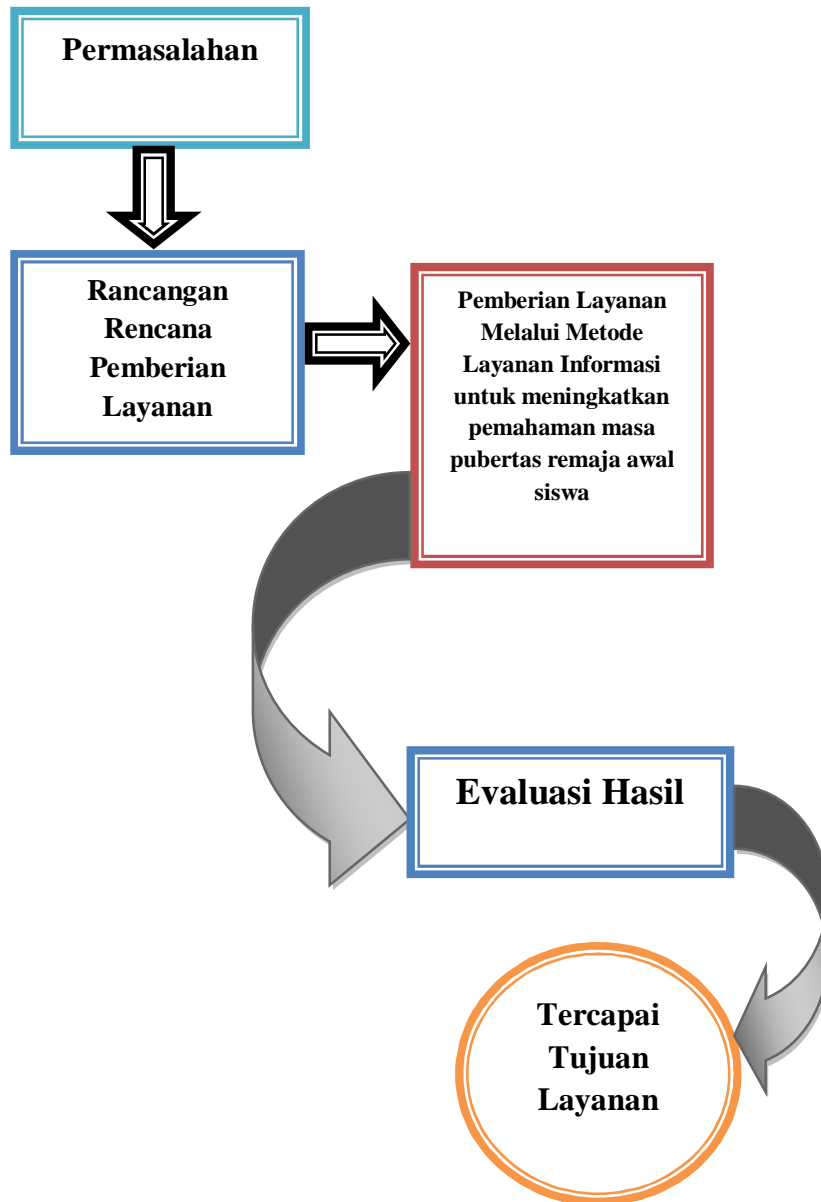 Permasalahan
Rancangan
Rencana
Pemberian
Layanan
Pemberian Layanan
Melalui Metode
Layanan Informasi
untuk meningkatkan
pemahaman masa
pubertas remaja awal
siswa
Evaluasi Hasil
Tercapai
Tujuan
Layanan